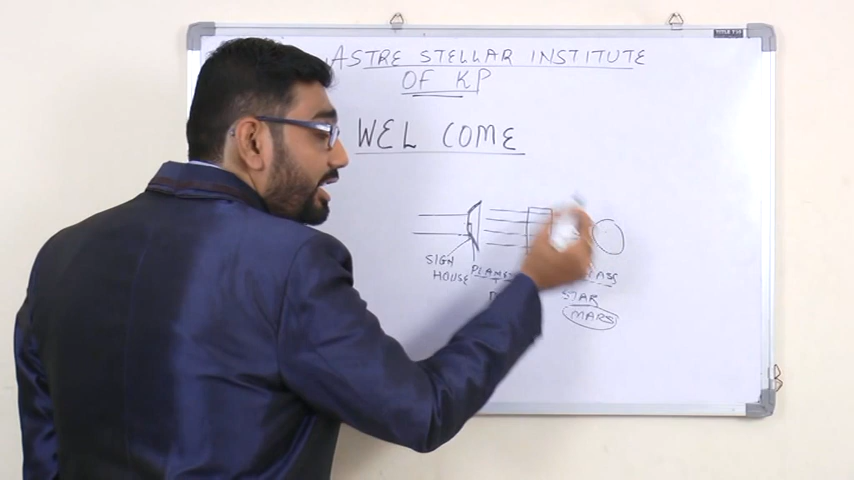 ASTRE STELLAR INSTITUTE
OF KP
WEL COME
SIGN
HOUSE
STAR
MARS